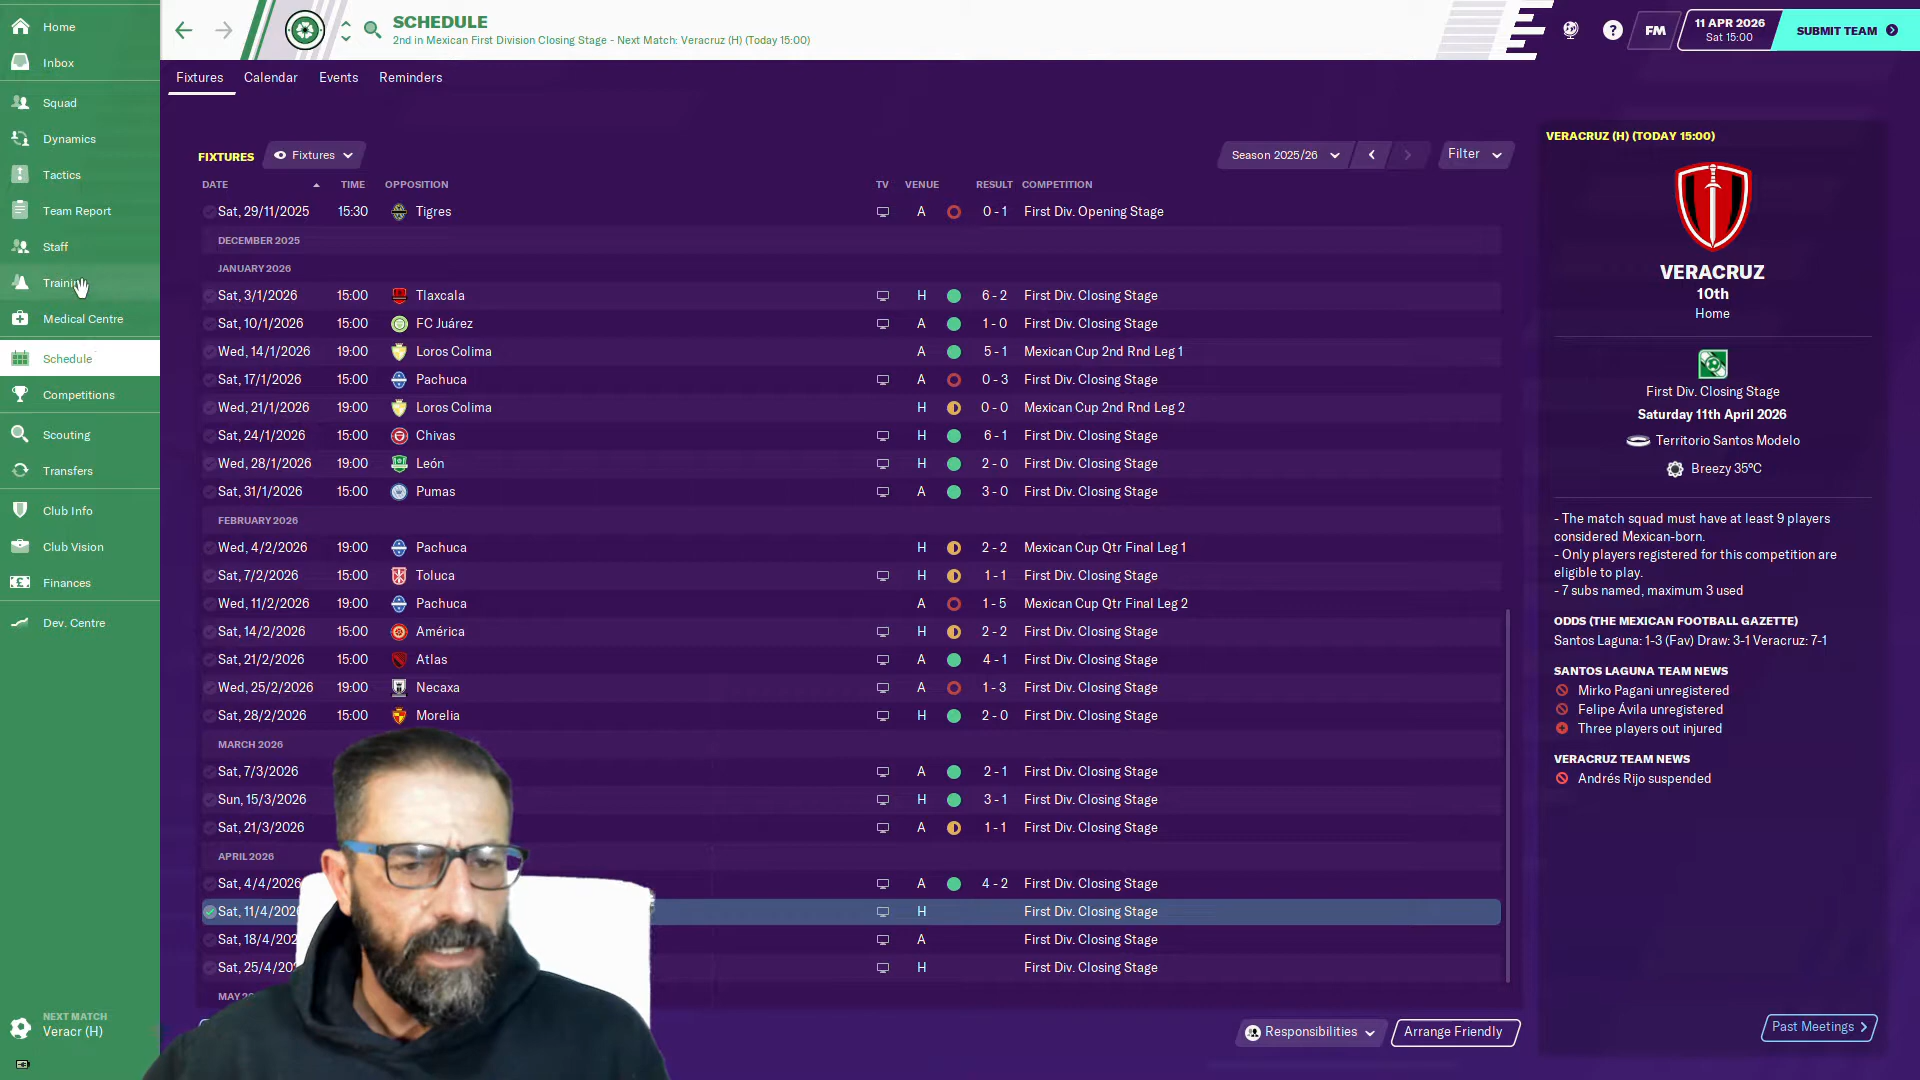 Home
Inbox
Squad
Dynamics
Tactics
Team Report
Staff
Medical Centre
Schedule
Competitions
Scouting
Transfers
Club Info
Club Vision
Finances
Dev. Centre
NEXT MATCH
Veracr (H)
SCHEDULE
2nd in Mexican First Division Closing Stage - Next Match: Veracruz (H) (Today 15:00)
FM
11 APR 2026
Sat 15:00
SUBMIT TEAM
Fixtures Calendar Events Reminders
FIXTURES Fixtures Season 2025/26 Filter
DATE TIME OPPOSITION TV VENUE RESULT COMPETITION
Sat, 29/11/2025 15:30 Tigres A 0 - 1 First Div. Opening Stage
DECEMBER 2025
JANUARY 2026
Sat, 3/1/2026 15:00 Tlaxcala H 6 - 2 First Div. Closing Stage
Sat, 10/1/2026 15:00 FC Juárez A 1 - 0 First Div. Closing Stage
Wed, 14/1/2026 19:00 Loros Colima A 5 - 1 Mexican Cup 2nd Rnd Leg 1
Sat, 17/1/2026 15:00 Pachuca A 0 - 3 First Div. Closing Stage
Wed, 21/1/2026 19:00 Loros Colima H 0 - 0 Mexican Cup 2nd Rnd Leg 2
Sat, 24/1/2026 15:00 Chivas H 6 - 1 First Div. Closing Stage
Wed, 28/1/2026 19:00 León H 2 - 0 First Div. Closing Stage
Sat, 31/1/2026 15:00 Pumas A 3 - 0 First Div. Closing Stage
FEBRUARY 2026
Wed, 4/2/2026 19:00 Pachuca H 2 - 2 Mexican Cup Qtr Final Leg 1
Sat, 7/2/2026 15:00 Toluca H 1 - 1 First Div. Closing Stage
Wed, 11/2/2026 19:00 Pachuca A 1 - 5 Mexican Cup Qtr Final Leg 2
Sat, 14/2/2026 15:00 América H 2 - 2 First Div. Closing Stage
Sat, 21/2/2026 15:00 Atlas A 4 - 1 First Div. Closing Stage
Wed, 25/2/2026 19:00 Necaxa A 1 - 3 First Div. Closing Stage
Sat, 28/2/2026 15:00 Morelia H 2 - 0 First Div. Closing Stage
MARCH 2026
Sat, 7/3/2026 A 2 - 1 First Div. Closing Stage
Sun, 15/3/2026 H 3 - 1 First Div. Closing Stage
Sat, 21/3/2026 A 1 - 1 First Div. Closing Stage
APRIL 2026
Sat, 4/4/2026 A 4 - 2 First Div. Closing Stage
Sat, 11/4/2026 H First Div. Closing Stage
Sat, 18/4/202 A First Div. Closing Stage
Sat, 25/4/20 H First Div. Closing Stage
MAY
Responsibilities Arrange Friendly
VERACRUZ (H) (TODAY 15:00)
VERACRUZ
10th
Home
First Div. Closing Stage
Saturday 11th April 2026
Territorio Santos Modelo
Breezy 35ºC
- The match squad must have at least 9 players
considered Mexican-born.
- Only players registered for this competition are
eligible to play.
- 7 subs named, maximum 3 used
ODDS (THE MEXICAN FOOTBALL GAZETTE)
Santos Laguna: 1-3 (Fav) Draw: 3-1 Veracruz: 7-1
SANTOS LAGUNA TEAM NEWS
Mirko Pagani unregistered
Felipe Ávila unregistered
Three players out injured
VERACRUZ TEAM NEWS
Andrés Rijo suspended
Past Meetings